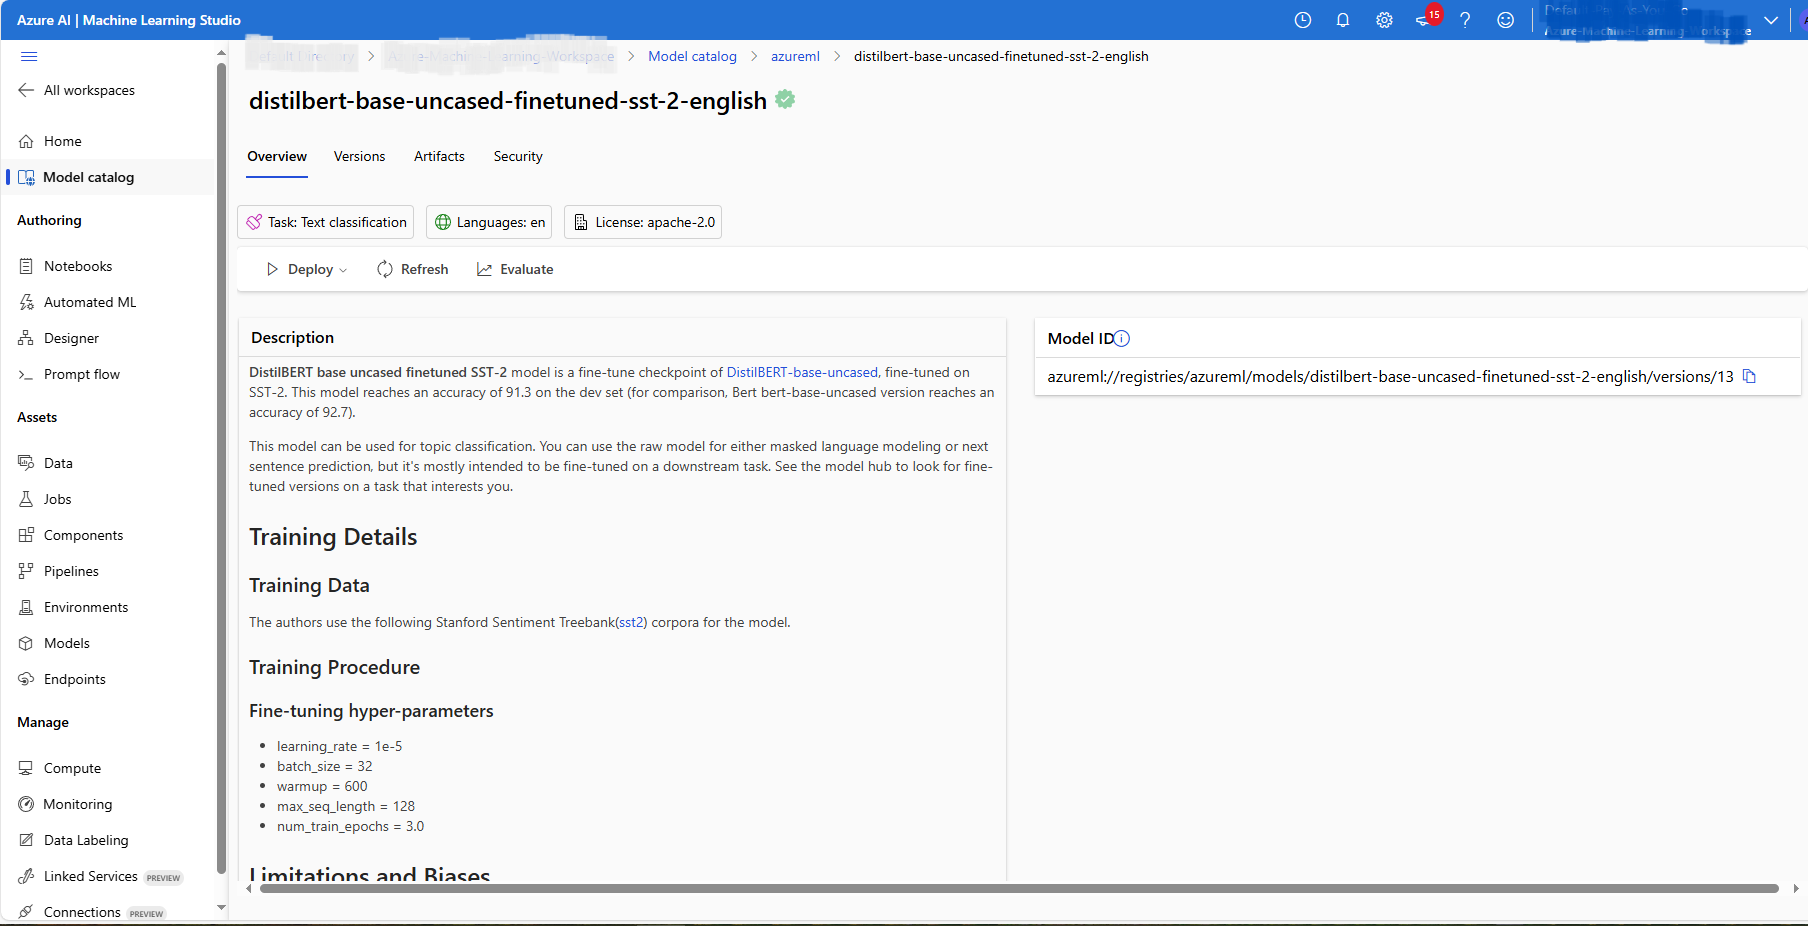 Azure AI | Machine Learning Studio
15
All workspaces
Home
Model catalog
Authoring
Notebooks
Automated ML
Designer
Prompt flow
Assets
Data
Jobs
Components
Pipelines
Environments
Models
Endpoints
Manage
Compute
Monitoring
Data Labeling
Linked Services PREVIEW
Connections PREVIEW
Model catalog > azureml > distilbert-base-uncased-finetuned-sst-2-english
distilbert-base-uncased-finetuned-sst-2-english
Overview Versions Artifacts Security
Task: Text classification Languages: en License: apache-2.0
Deploy Refresh Evaluate
Description
DistilBERT base uncased finetuned SST-2 model is a fine-tune checkpoint of DistilBERT-base-uncased, fine-tuned on
SST-2. This model reaches an accuracy of 91.3 on the dev set (for comparison, Bert bert-base-uncased version reaches an
accuracy of 92.7).
This model can be used for topic classification. You can use the raw model for either masked language modeling or next
sentence prediction, but it's mostly intended to be fine-tuned on a downstream task. See the model hub to look for fine-
tuned versions on a task that interests you.
Training Details
Training Data
The authors use the following Stanford Sentiment Treebank(sst2) corpora for the model.
Training Procedure
Fine-tuning hyper-parameters
learning_rate = 1e-5
batch_size = 32
warmup = 600
max_seq_length = 128
num_train_epochs = 3.0
Limitations and Biases
Model ID
azureml://registries/azureml/models/distilbert-base-uncased-finetuned-sst-2-english/versions/13